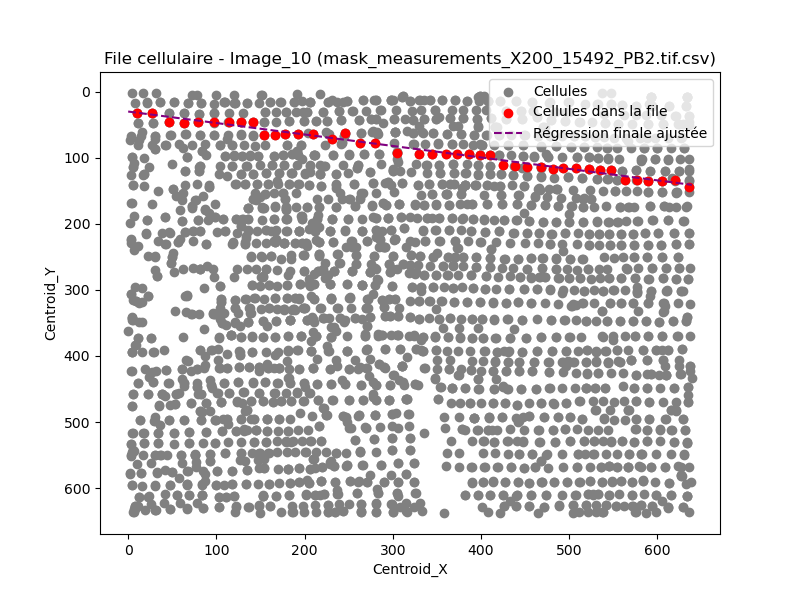 File cellulaire - Image_10 (mask_measurements_X200_15492_PB2.tif.csv)
Cellules
Cellules dans la file
Régression finale ajustée
0
100
200
300
400
500
600
Centroid_Y
0 100 200 300 400 500 600
Centroid_X